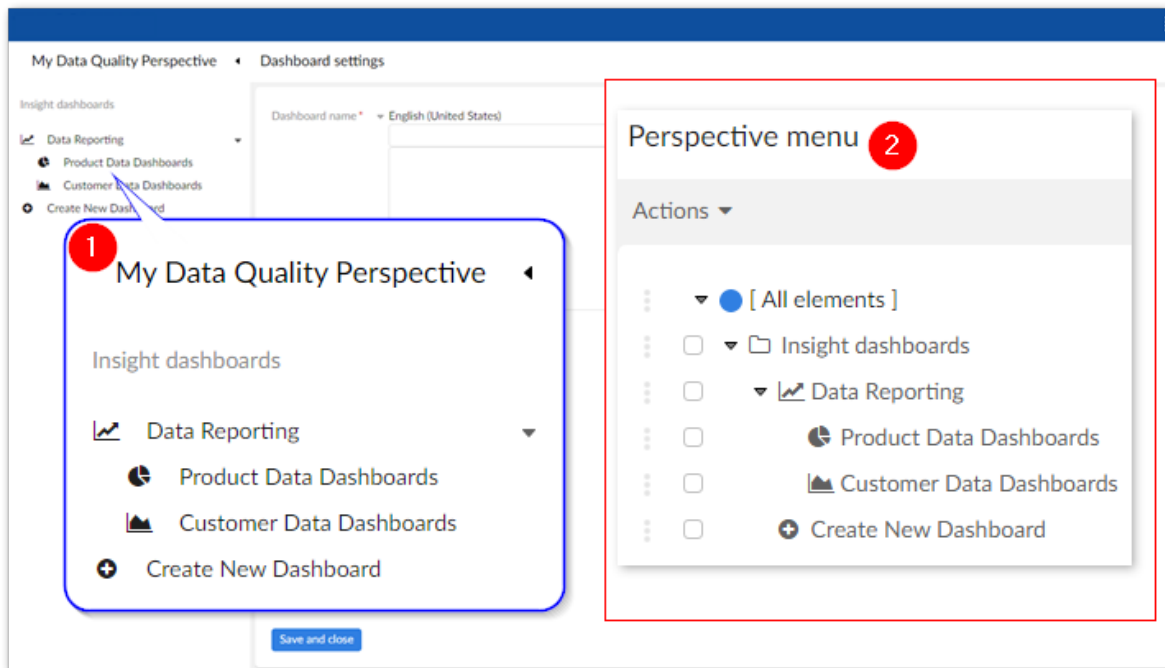 My Data Quality Perspective
Dashboard settings
Insight dashboards
Data Reporting
Product Data Dashboards
Customer Data Dashboards
Create New Dashboard
Dashboard name* English (United States)
1
My Data Quality Perspective
Insight dashboards
Data Reporting
Product Data Dashboards
Customer Data Dashboards
Create New Dashboard
Save and close
Perspective menu 2
Actions
[ All elements ]
Insight dashboards
Data Reporting
Product Data Dashboards
Customer Data Dashboards
Create New Dashboard